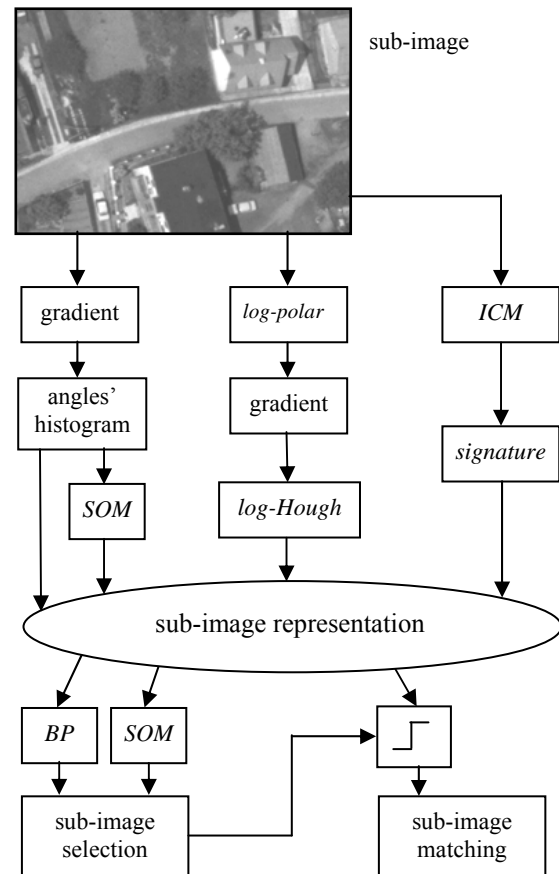 sub-image
gradient
log-polar
ICM
angles'
histogram
gradient
signature
SOM
log-Hough
sub-image representation
BP
SOM
sub-image
selection
sub-image
matching